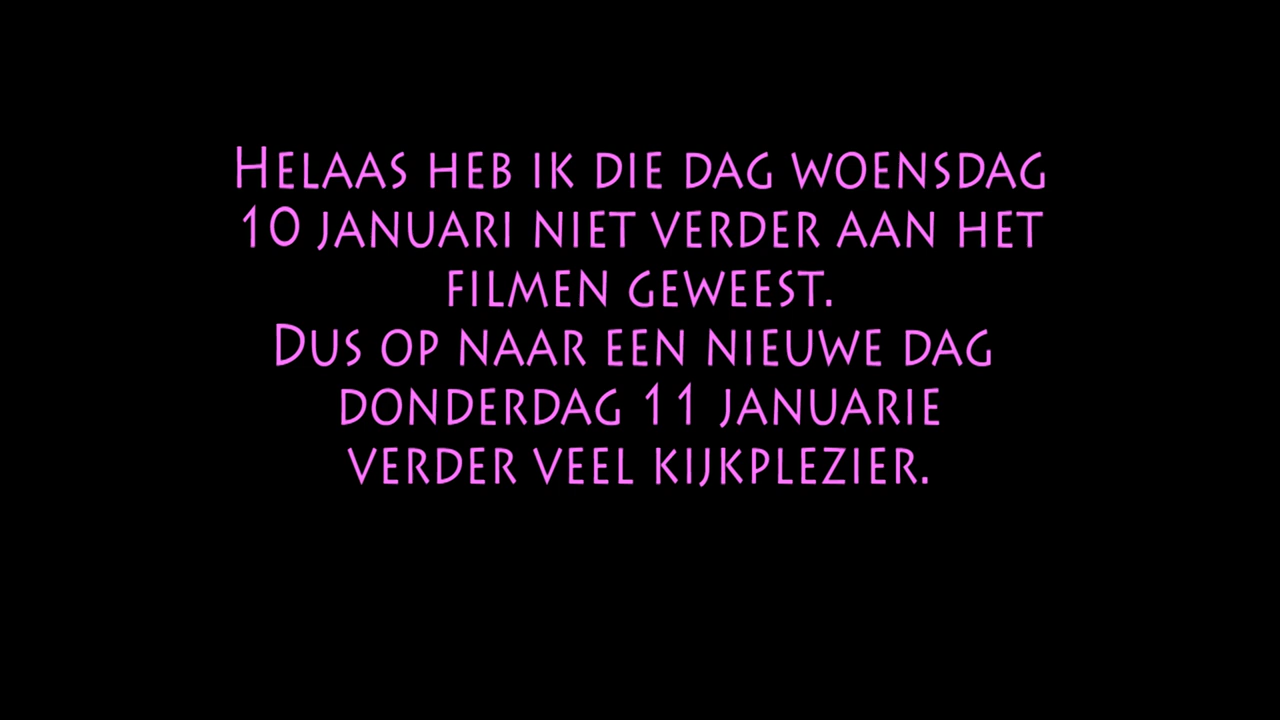 Helaas heb ik die dag woensdag
10 januari niet verder aan het
filmen geweest.
Dus op naar een nieuwe dag
donderdag 11 januarie
verder veel kijkplezier.